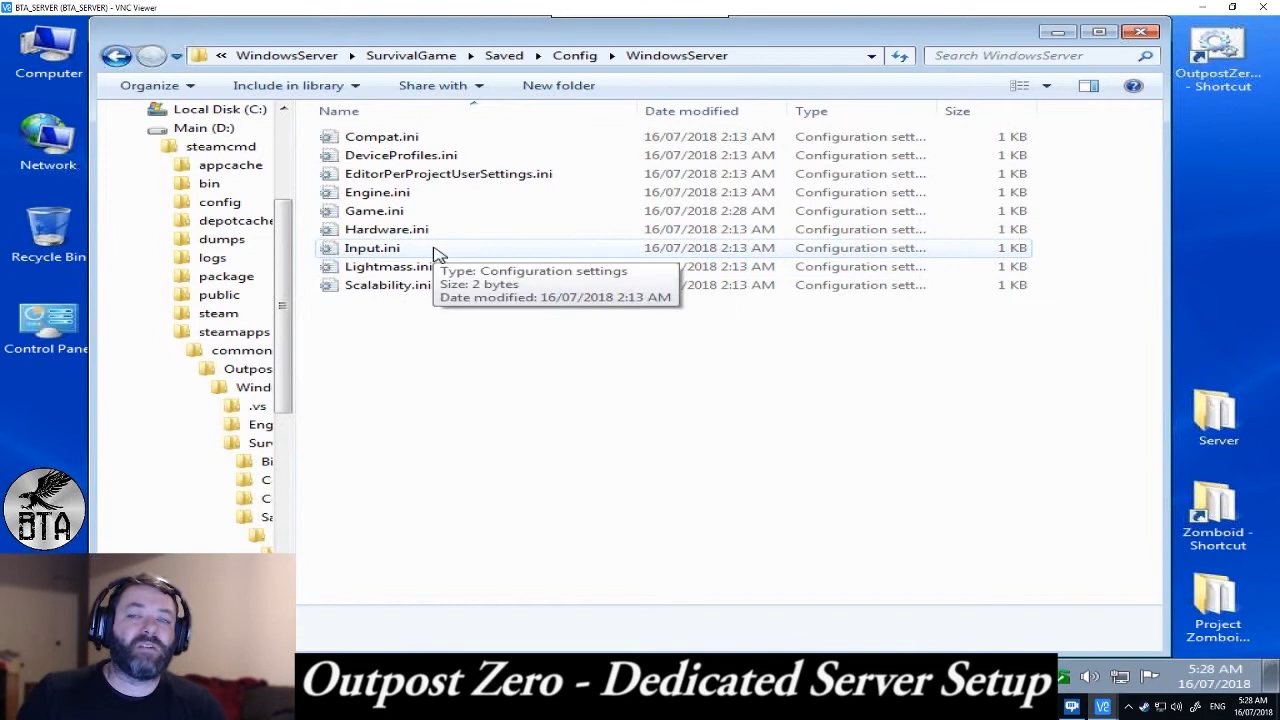 BTA_SERVER (BTA_SERVER) - VNC Viewer
WindowsServer SurvivalGame Saved Config WindowsServer
Search WindowsServer
Organize Include in library Share with New folder
Computer
Network
Recycle Bin
Control Pane
BTA
Local Disk (C:)
Main (D:)
steamcmd
appcache
bin
config
depotcache
dumps
logs
package
public
steam
steamapps
common
Outpos
Wind
.vs
Eng
Sur
Bi
C
C
Sa
Name Date modified Type Size
Compat.ini 16/07/2018 2:13 AM Configuration sett... 1 KB
DeviceProfiles.ini 16/07/2018 2:13 AM Configuration sett... 1 KB
EditorPerProjectUserSettings.ini 16/07/2018 2:13 AM Configuration sett... 1 KB
Engine.ini 16/07/2018 2:13 AM Configuration sett... 1 KB
Game.ini 16/07/2018 2:28 AM Configuration sett... 1 KB
Hardware.ini 16/07/2018 2:13 AM Configuration sett... 1 KB
Input.ini 16/07/2018 2:13 AM Configuration sett... 1 KB
Lightmass.ini 7/2018 2:13 AM Configuration sett... 1 KB
Scalability.ini 7/2018 2:13 AM Configuration sett... 1 KB
Type: Configuration settings
Size: 2 bytes
Date modified: 16/07/2018 2:13 AM
OutpostZer...
- Shortcut
Server
Zomboid -
Shortcut
Project
Zomboi...
Outpost Zero - Dedicated Server Setup
5:28 AM
16/07/2018
ENG
5:28 AM
16/07/2018